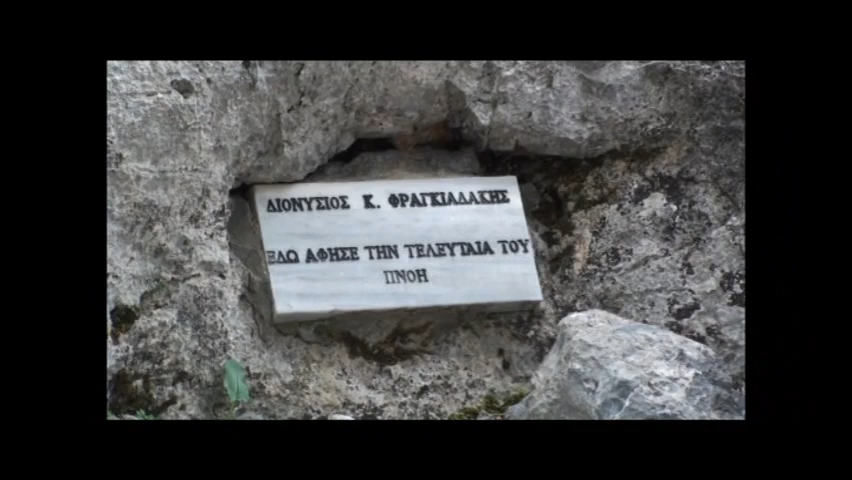 ΔΙΟΝΥΣΙΟΣ Κ. ΦΡΑΓΚΙΑΔΑΚΗΣ
ΕΔΩ ΑΦΗΣΕ ΤΗΝ ΤΕΛΕΥΤΑΙΑ ΤΟΥ
ΠΝΟΗ